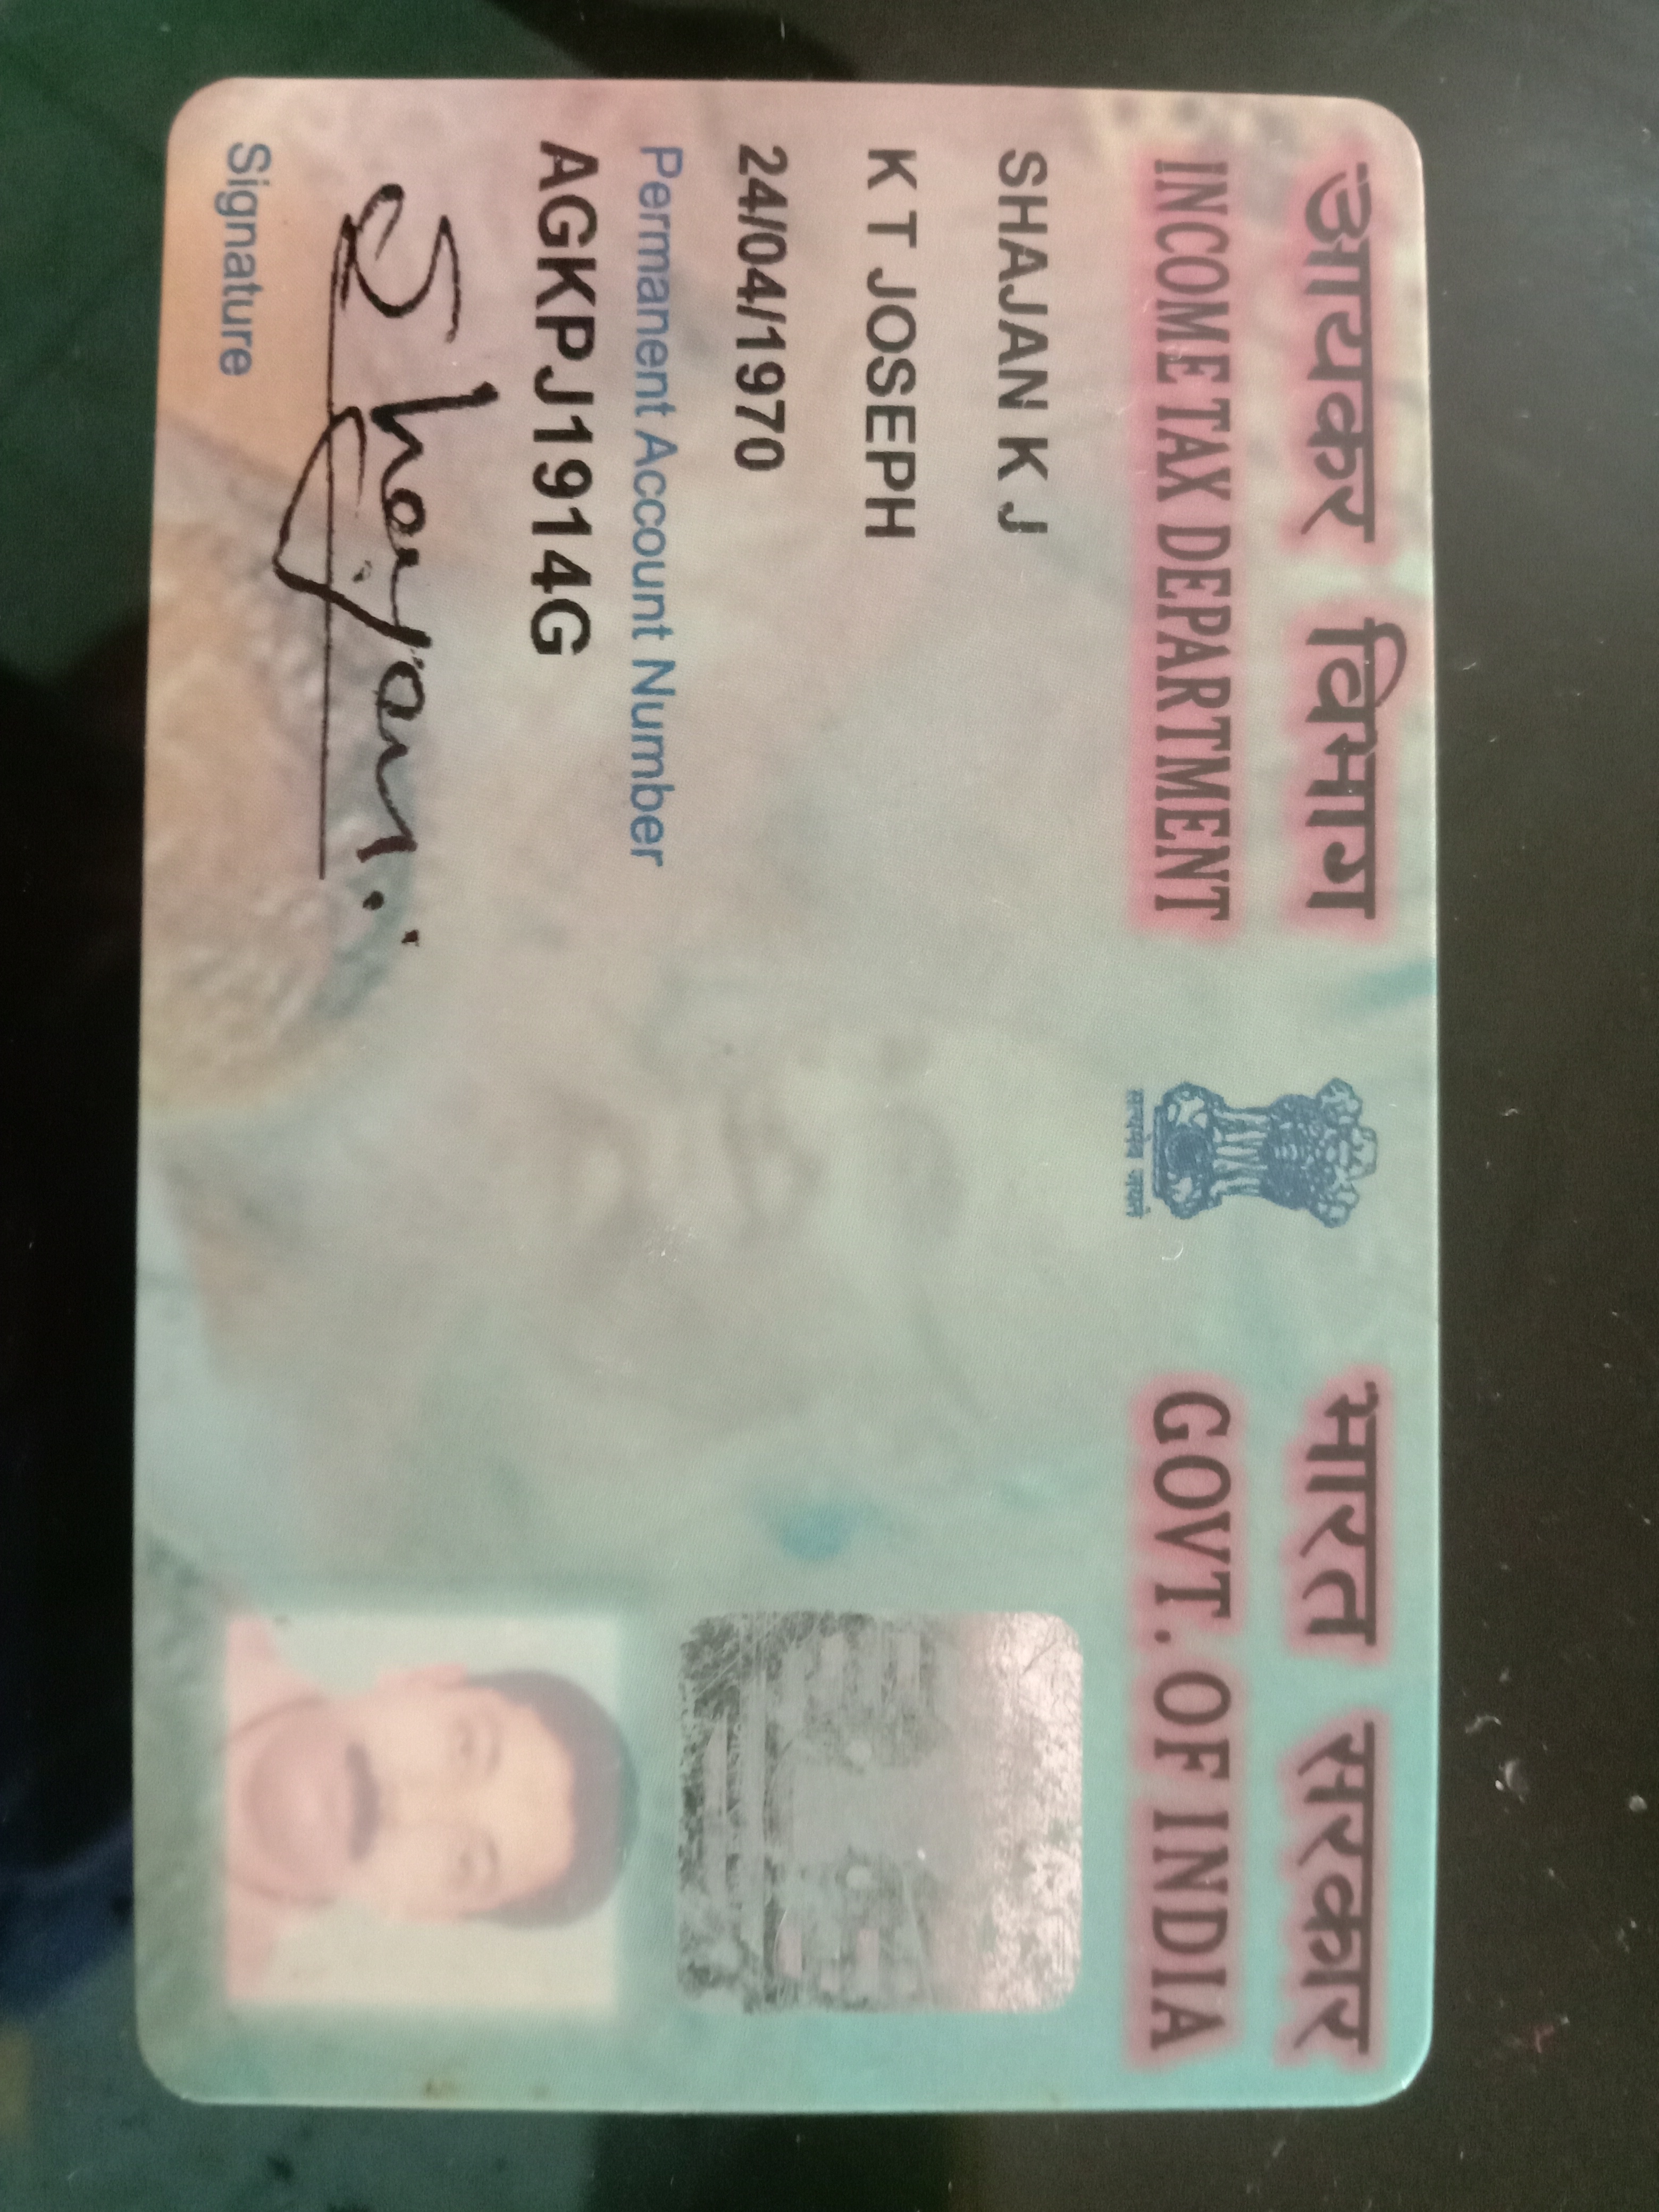 आयकर विभाग
INCOME TAX DEPARTMENT
सत्यमेव जयते
भारत सरकार
GOVT. OF INDIA
SHAJAN K J
K T JOSEPH
24/04/1970
Permanent Account Number
AGKPJ1914G
Shajan
Signature